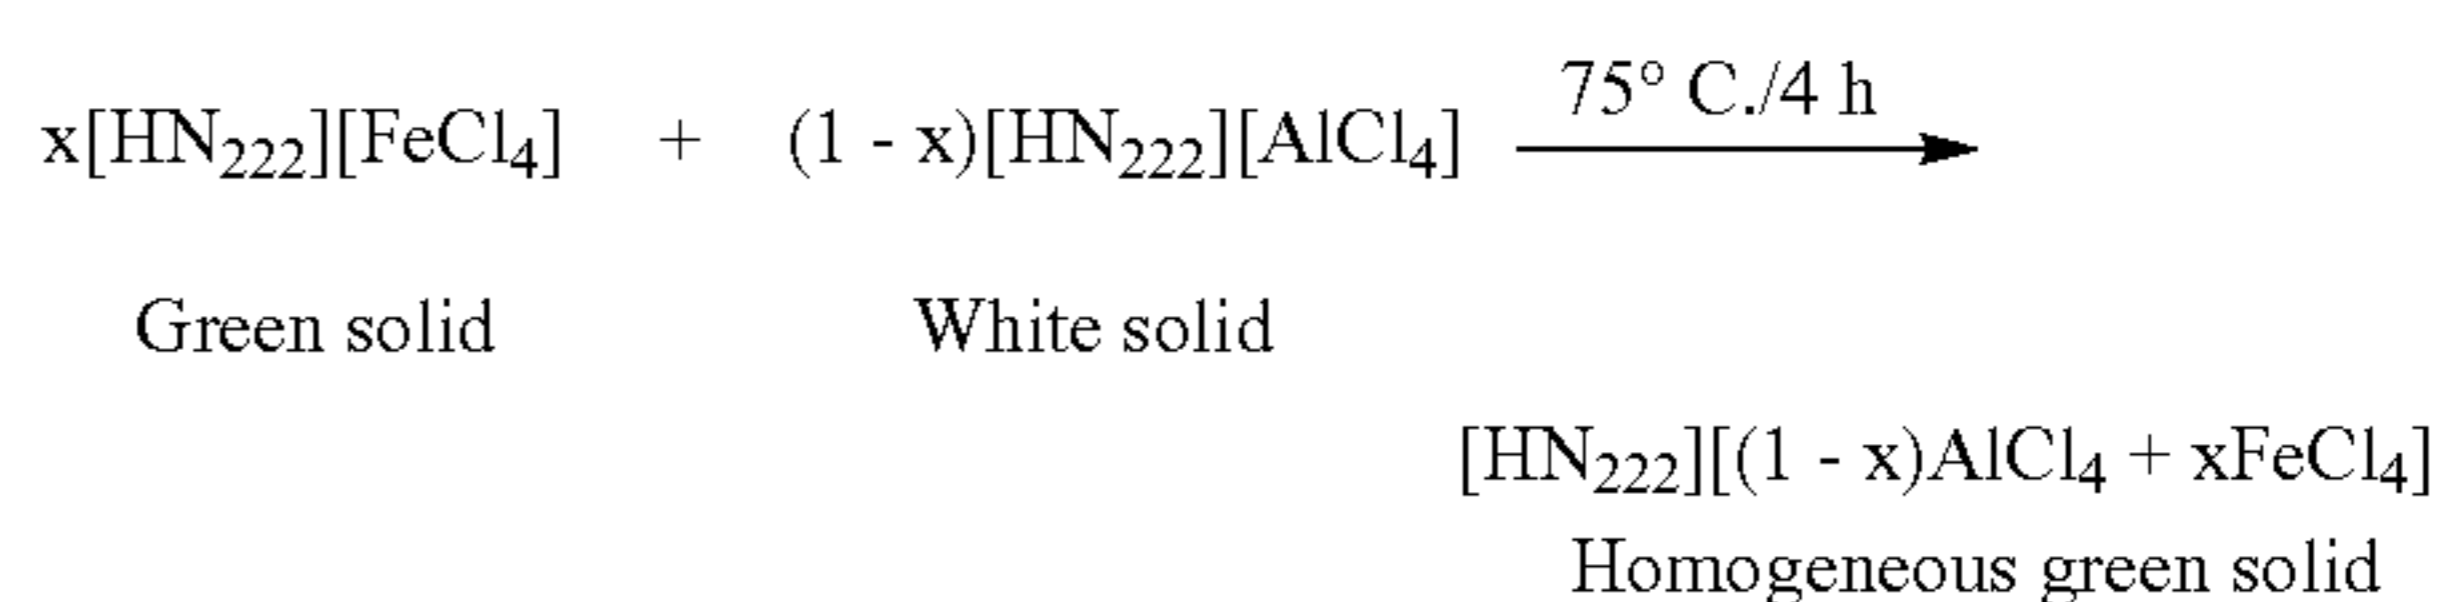 75° C./4 h
x[HN₂₂₂][FeCl₄] + (1 - x)[HN₂₂₂][AlCl₄]
Green solid White solid
[HN₂₂₂][(1 - x)AlCl₄ + xFeCl₄]
Homogeneous green solid